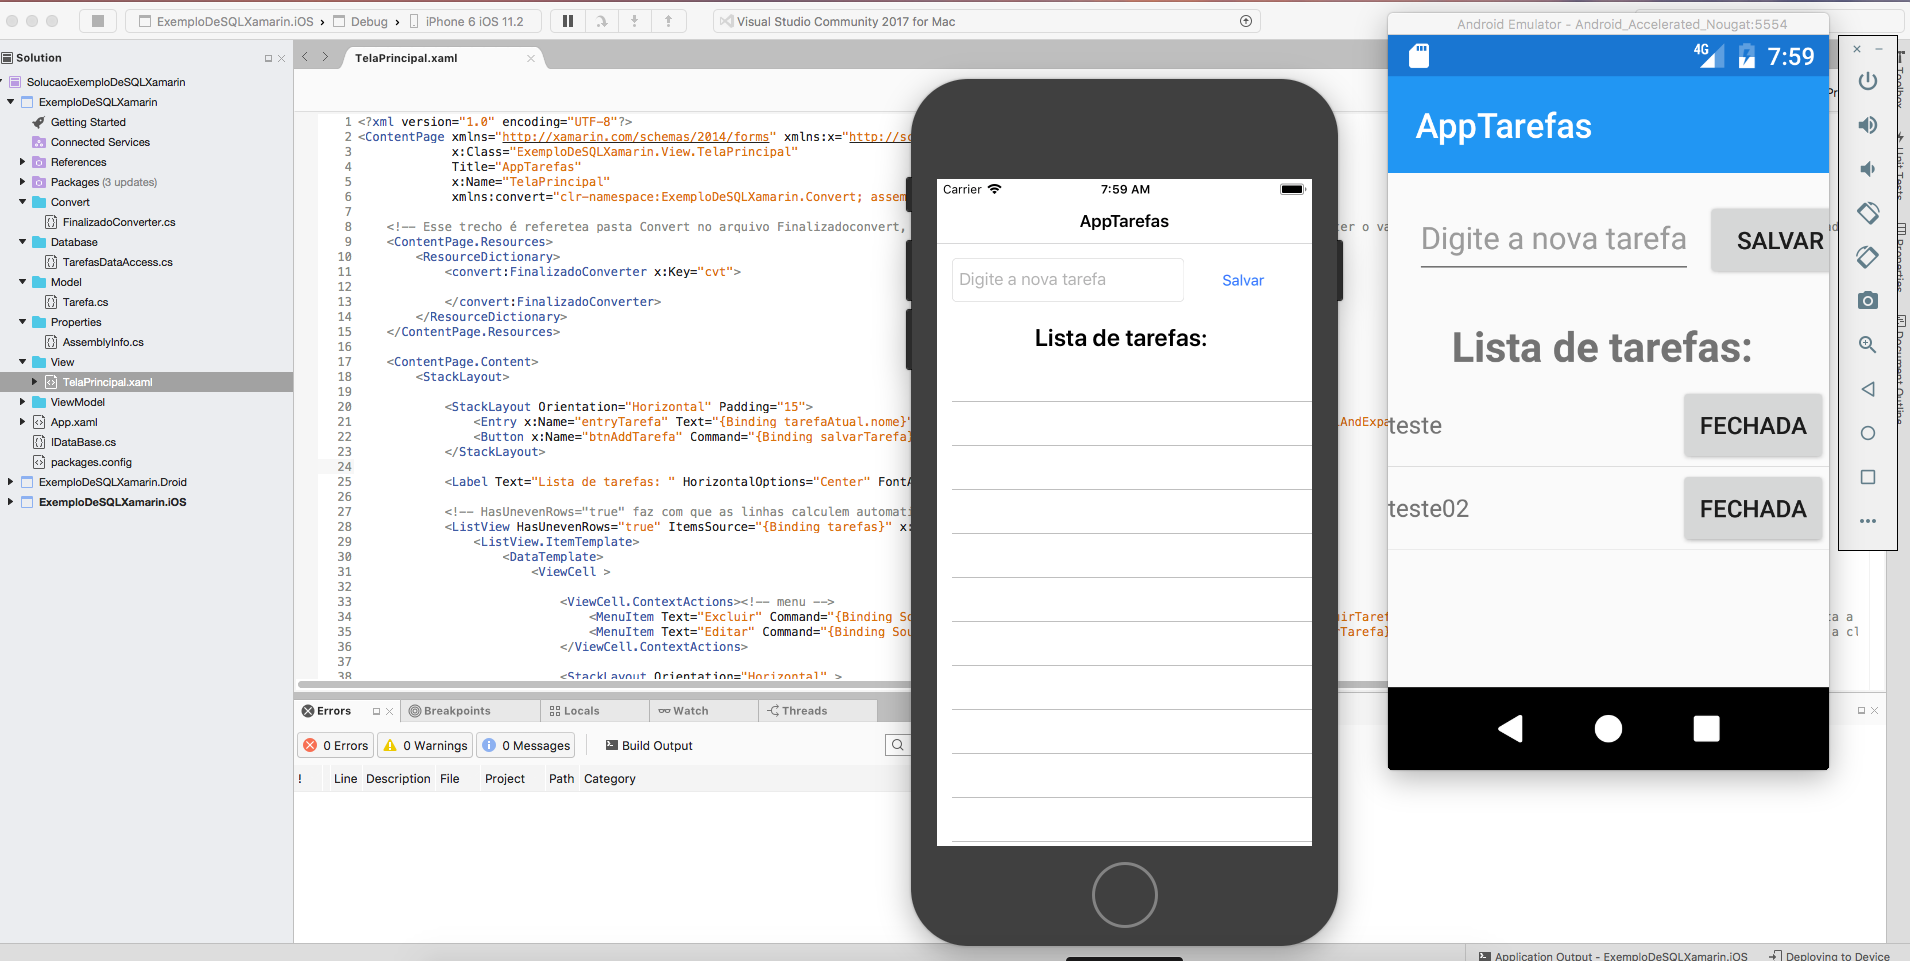 ExemploDeSQLXamarin.iOS › Debug › iPhone 6 iOS 11.2
Visual Studio Community 2017 for Mac
Solution
SolucaoExemploDeSQLXamarin
ExemploDeSQLXamarin
Getting Started
Connected Services
References
Packages (3 updates)
Convert
FinalizadoConverter.cs
Database
TarefasDataAccess.cs
Model
Tarefa.cs
Properties
AssemblyInfo.cs
View
TelaPrincipal.xaml
ViewModel
App.xaml
IDataBase.cs
packages.config
ExemploDeSQLXamarin.Droid
ExemploDeSQLXamarin.iOS
TelaPrincipal.xaml
1 <?xml version="1.0" encoding="UTF-8"?>
2 <ContentPage xmlns="http://xamarin.com/schemas/2014/forms" xmlns:x="http://sc
3 x:Class="ExemploDeSQLXamarin.View.TelaPrincipal"
4 Title="AppTarefas"
5 x:Name="TelaPrincipal"
6 xmlns:convert="clr-namespace:ExemploDeSQLXamarin.Convert; assem
7
8 <!-- Esse trecho é referetea pasta Convert no arquivo Finalizadoconvert, er o va
9 <ContentPage.Resources>
10 <ResourceDictionary>
11 <convert:FinalizadoConverter x:Key="cvt">
12
13 </convert:FinalizadoConverter>
14 </ResourceDictionary>
15 </ContentPage.Resources>
16
17 <ContentPage.Content>
18 <StackLayout>
19
20 <StackLayout Orientation="Horizontal" Padding="15">
21 <Entry x:Name="entryTarefa" Text="{Binding tarefaAtual.nome}" lAndExpa
22 <Button x:Name="btnAddTarefa" Command="{Binding salvarTarefa}
23 </StackLayout>
24
25 <Label Text="Lista de tarefas: " HorizontalOptions="Center" FontA
26
27 <!-- HasUnevenRows="true" faz com que as linhas calculem automati
28 <ListView HasUnevenRows="true" ItemsSource="{Binding tarefas}" x:
29 <ListView.ItemTemplate>
30 <DataTemplate>
31 <ViewCell >
32
33 <ViewCell.ContextActions><!-- menu -->
34 <MenuItem Text="Excluir" Command="{Binding So uirTaref ta a
35 <MenuItem Text="Editar" Command="{Binding Sou rTarefa} a cl
36 </ViewCell.ContextActions>
37
38 <StackLayout Orientation="Horizontal" >
Errors
Breakpoints
Locals
Watch
Threads
0 Errors
0 Warnings
0 Messages
Build Output
! Line Description File Project Path Category
Carrier 7:59 AM
AppTarefas
Digite a nova tarefa Salvar
Lista de tarefas:
Android Emulator - Android_Accelerated_Nougat:5554
4G 7:59
AppTarefas
Digite a nova tarefa SALVAR
Lista de tarefas:
teste FECHADA
teste02 FECHADA
Toolbox
Unit Tests
Properties
Document Outline
Application Output - ExemploDeSQLXamarin.iOS
Deploying to Device